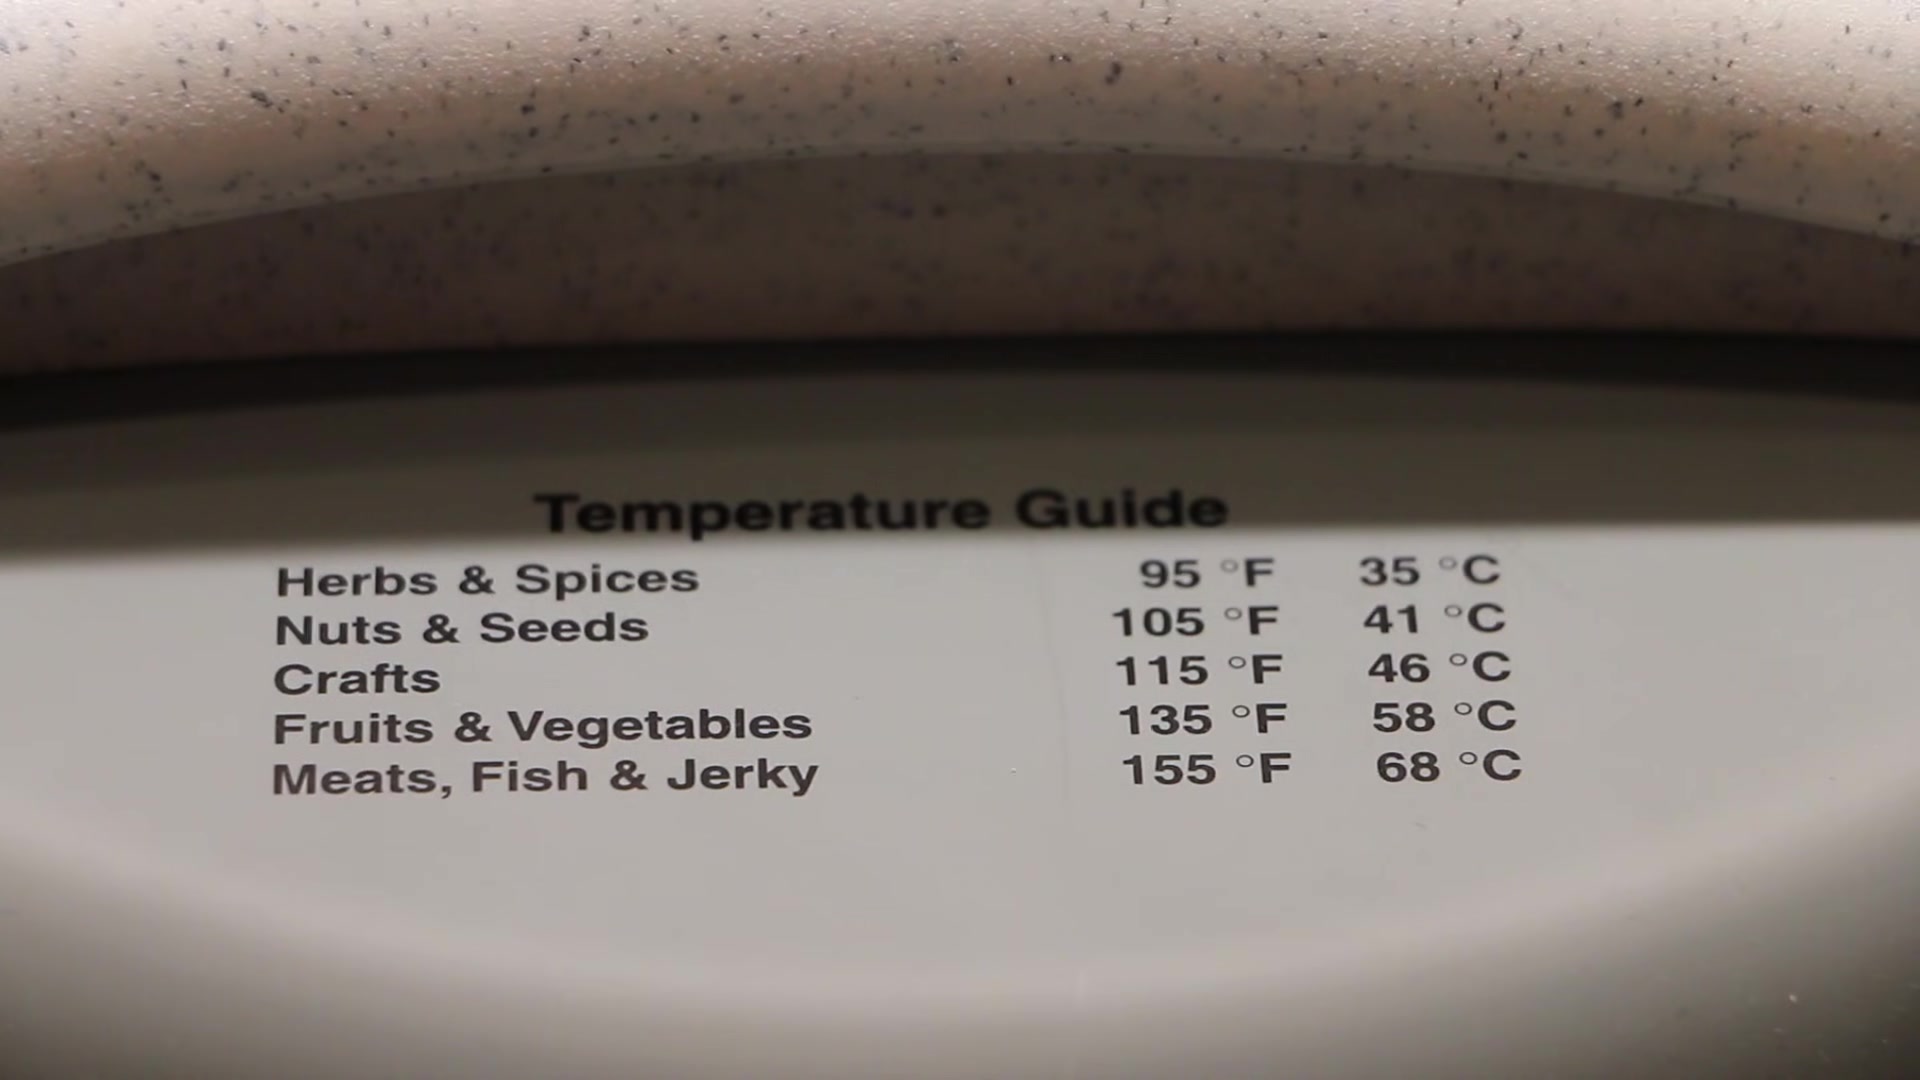 Temperature Guide
Herbs & Spices 95 °F 35 °C
Nuts & Seeds 105 °F 41 °C
Crafts 115 °F 46 °C
Fruits & Vegetables 135 °F 58 °C
Meats, Fish & Jerky 155 °F 68 °C